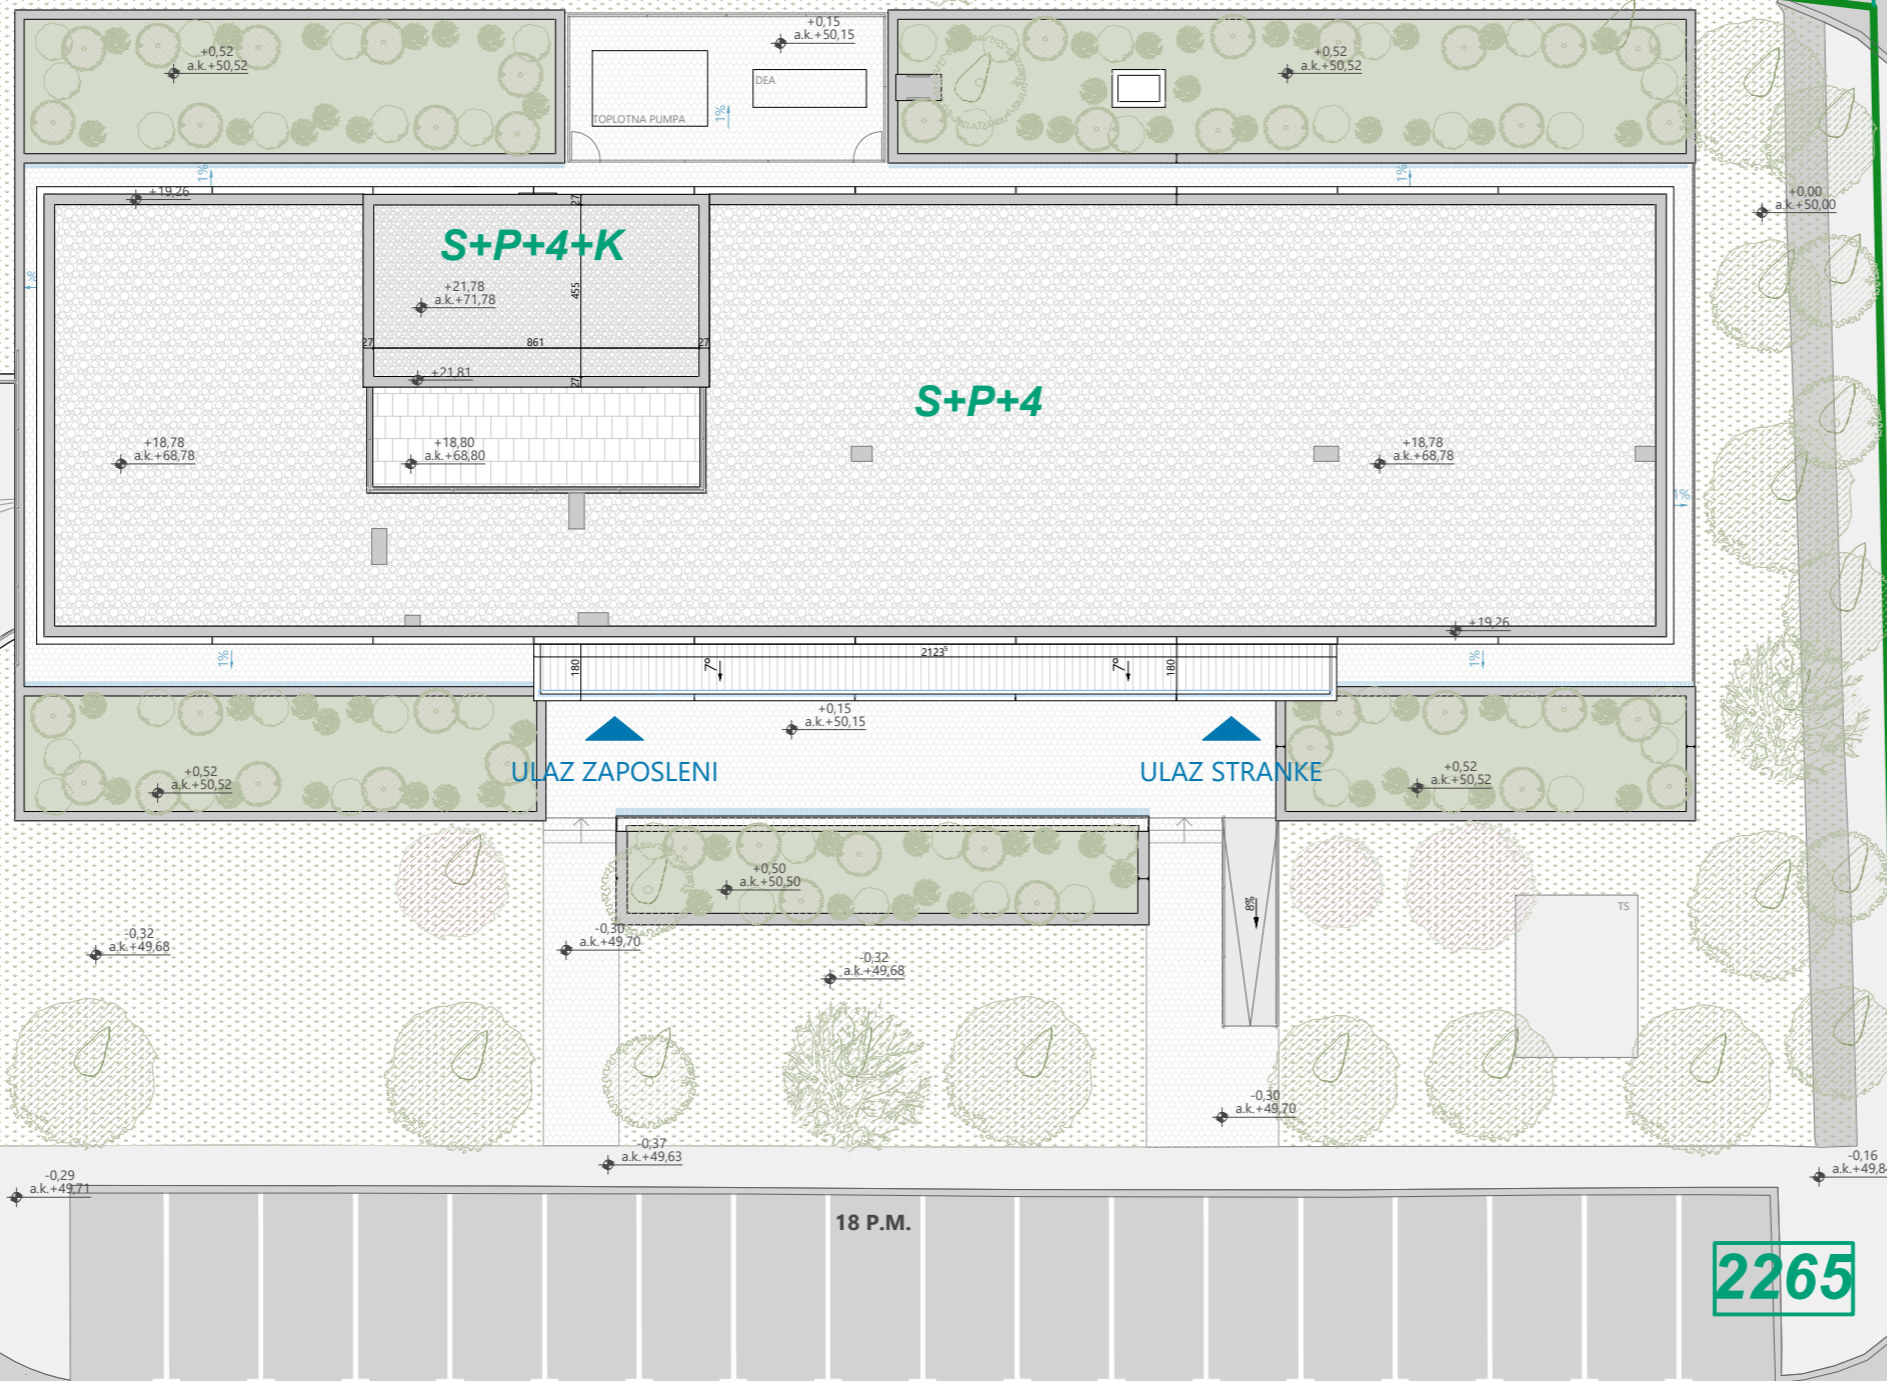 +0,15
a.k.+50,15
+0,52
a.k.+50,52
+0,52
a.k.+50,52
DEA
TOPLOTNA PUMPA
1%
1%
1%
+19,26
+0,00
a.k.+50,00
27
S+P+4+K
%
+21,78
a.k.+71,78
455
27
861
27
+21,81
27
S+P+4
+18,78
a.k.+68,78
+18,80
a.k.+68,80
+18,78
a.k.+68,78
1%
+19,26
1%
180
7°
2123⁵
7°
180
1%
+0,15
a.k.+50,15
ULAZ ZAPOSLENI
ULAZ STRANKE
+0,52
a.k.+50,52
+0,52
a.k.+50,52
+0,50
a.k.+50,50
8%
TS
-0,32
a.k.+49,68
-0,30
a.k.+49,70
-0,32
a.k.+49,68
-0,30
a.k.+49,70
-0,37
a.k.+49,63
-0,29
a.k.+49,71
-0,16
a.k.+49,84
18 P.M.
2265